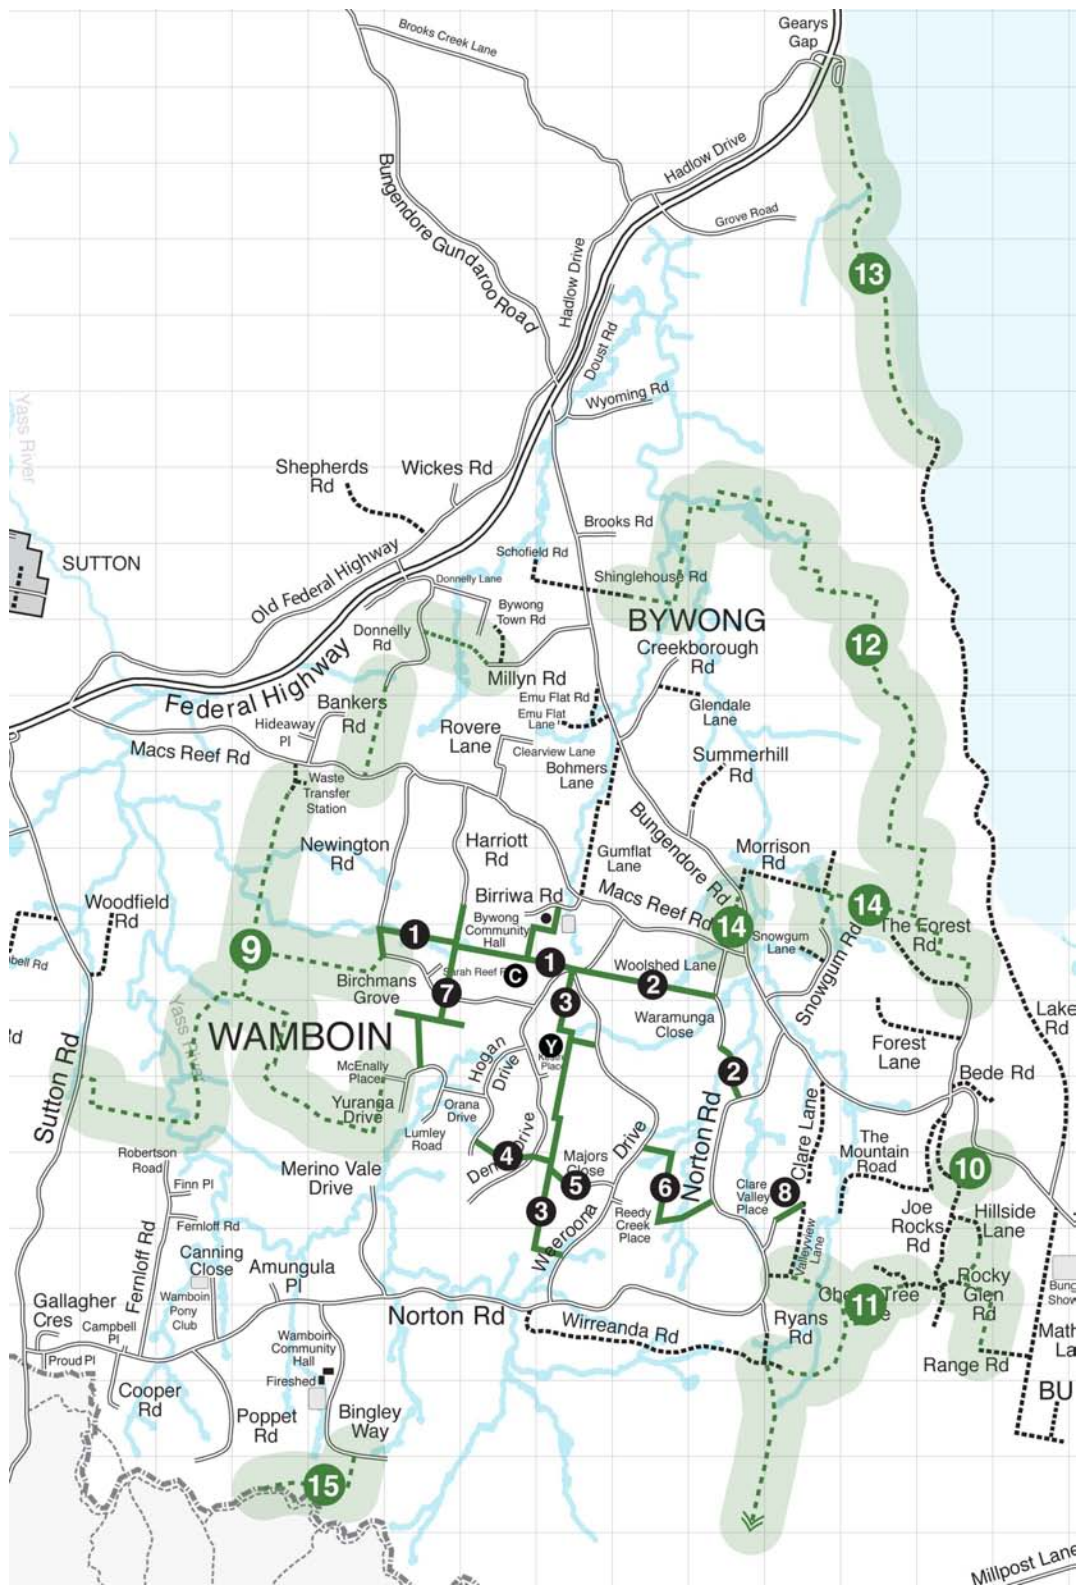 Gearys
Gap
Brooks Creek Lane
Hadlow Drive
Bungendore Gundaroo Road
Grove Road
Hadlow Drive
13
Doust Rd
Wyoming Rd
Yass River
Shepherds
Rd
Wickes Rd
Brooks Rd
SUTTON
Old Federal Highway
Schofield Rd
Donnelly Lane
Shinglehouse Rd
Bywong
Town Rd
BYWONG
Donnelly
Rd
Creekborough
Rd
12
Federal Highway
Millyn Rd
Emu Flat Rd
Emu Flat
Lane
Glendale
Lane
Bankers
Rd
Hideaway
Pl
Rovere
Lane
Clearview Lane
Bohmers
Lane
Summerhill
Rd
Macs Reef Rd
Waste
Transfer
Station
Bungendore Rd
Newington
Rd
Harriott
Rd
Gumflat
Lane
Morrison
Rd
Birriwa Rd
Macs Reef Rd
Woodfield
Rd
Bywong
Community
Hall
14
14
The Forest
Rd
Snowgum
Lane
Snowgum Rd
1
9
1
C
Woolshed Lane
2
Birchmans
Grove
7
3
Waramunga
Close
Lake
Rd
Yass River
WAMBOIN
Y
Forest
Lane
Hogan
Drive
McEnally
Place
2
Bede Rd
Sutton Rd
Yuranga
Drive
Orana
Drive
Norton Rd
Clare Lane
Lumley
Road
The
Mountain
Road
Robertson
Road
Merino Vale
Drive
4
Majors
Close
Drive
10
Finn Pl
5
6
Clare
Valley
Place
8
Joe
Rocks
Rd
Hillside
Lane
Fernloff Rd
3
Reedy
Creek
Place
Canning
Close
Weeroona
Valleyview
Lane
Fernloff Rd
Amungula
Pl
Rocky
Glen
Rd
Gallagher
Cres
Wamboin
Pony
Club
Norton Rd
Wirreanda Rd
11
Ryans
Rd
Campbell
Pl
Proud Pl
Wamboin
Community
Hall
Fireshed
Range Rd
Cooper
Rd
Poppet
Rd
Bingley
Way
15
Millpost Lane